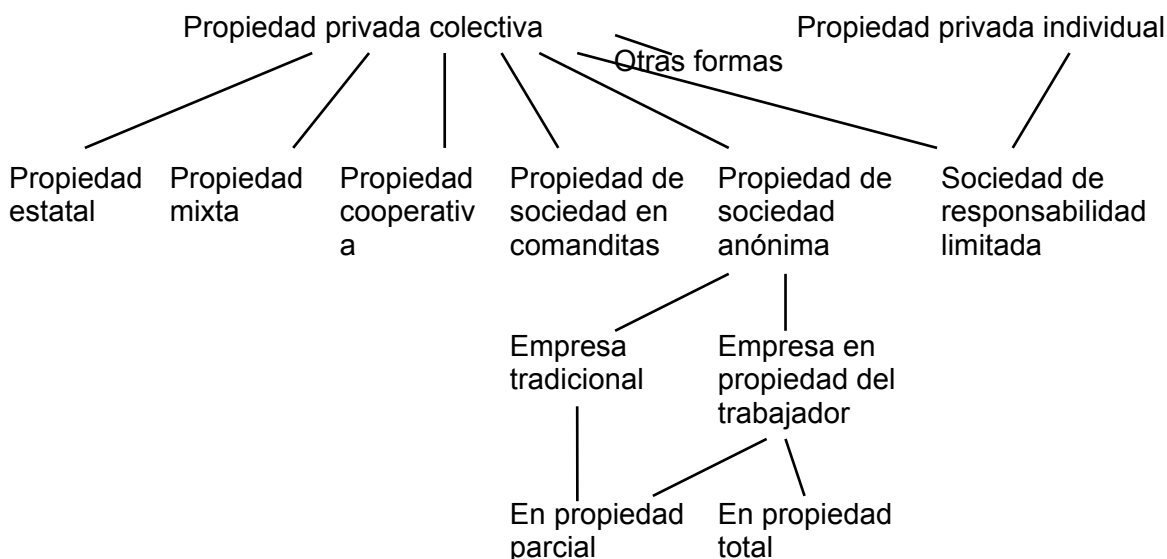 Propiedad privada colectiva
Propiedad privada individual
Otras formas
Propiedad
estatal
Propiedad
mixta
Propiedad
cooperativ
a
Propiedad de
sociedad en
comanditas
Propiedad de
sociedad
anónima
Sociedad de
responsabilidad
limitada
Empresa
tradicional
Empresa en
propiedad del
trabajador
En propiedad
parcial
En propiedad
total